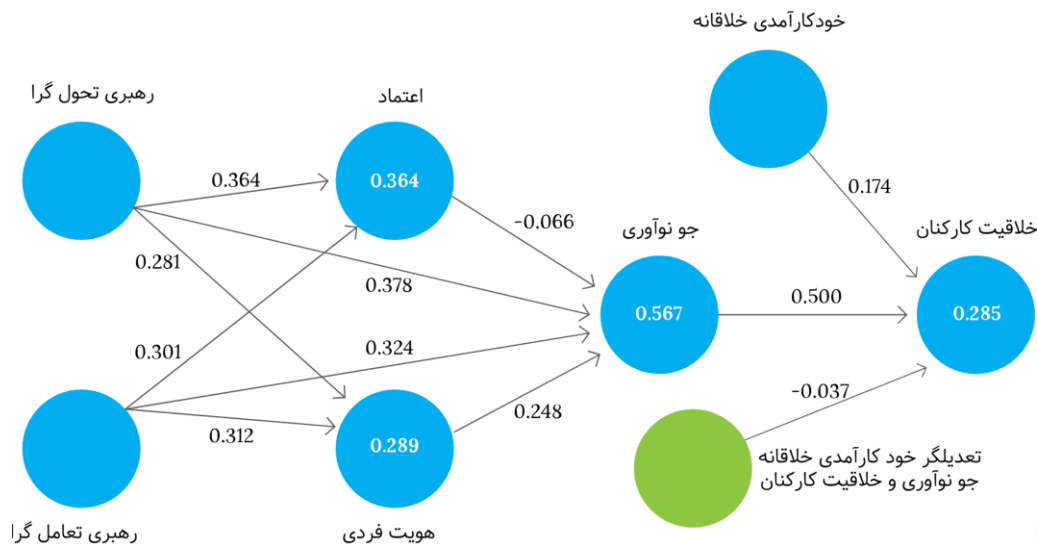 خودکارآمدی خلاقانه
رهبری تحول گرا
اعتماد
0.364
0.364
0.174
-0.066
جو نوآوری
خلاقیت کارکنان
0.281
0.378
0.567
0.500
0.285
0.301
0.324
-0.037
0.312
0.289
0.248
تعدیلگر خود کارآمدی خلاقانه
جو نوآوری و خلاقیت کارکنان
رهبری تعامل گرا
هویت فردی